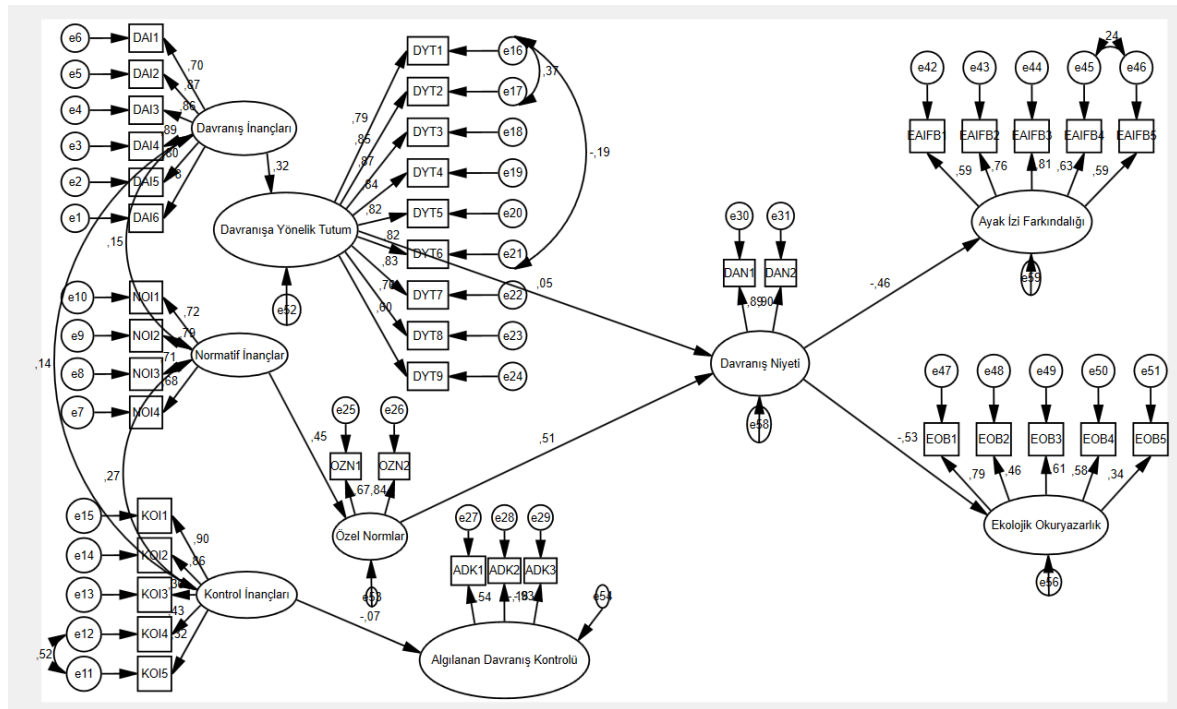 e6 DAI1
,70
e5 DAI2
,87
e4 DAI3
,86
e3 DAI4
,89
e2 DAI5
,80
e1 DAI6
Davranış İnançları
,32
,15
Davranışa Yönelik Tutum
e52
DYT1 e16
DYT2 e17
DYT3 e18
DYT4 e19
DYT5 e20
DYT6 e21
DYT7 e22
DYT8 e23
DYT9 e24
,79
,85
,87
,84
,82
,82
,83
,60
,37
-,19
,05
e10 NOI1
,72
e9 NOI2
,79
e8 NOI3
,71
e7 NOI4
,68
Normatif İnançlar
,14
,27
,45
e25 e26
OZN1 OZN2
,67 ,84
Özel Normlar
e53
,51
e15 KOI1
,90
e14 KOI2
,86
e13 KOI3
e12 KOI4
,43
e11 KOI5
,52
Kontrol İnançları
-,07
e27 e28 e29
ADK1 ADK2 ADK3
,54
e54
Algılanan Davranış Kontrolü
e30 e31
DAN1 DAN2
,89 ,90
Davranış Niyeti
e58
-,46
-,53
,24
e42 e43 e44 e45 e46
EAIFB1 EAIFB2 EAIFB3 EAIFB4 EAIFB5
,59 ,76 ,81 ,63 ,59
Ayak İzi Farkındalığı
e59
e47 e48 e49 e50 e51
EOB1 EOB2 EOB3 EOB4 EOB5
,79 ,46 ,61 ,58 ,34
Ekolojik Okuryazarlık
e56